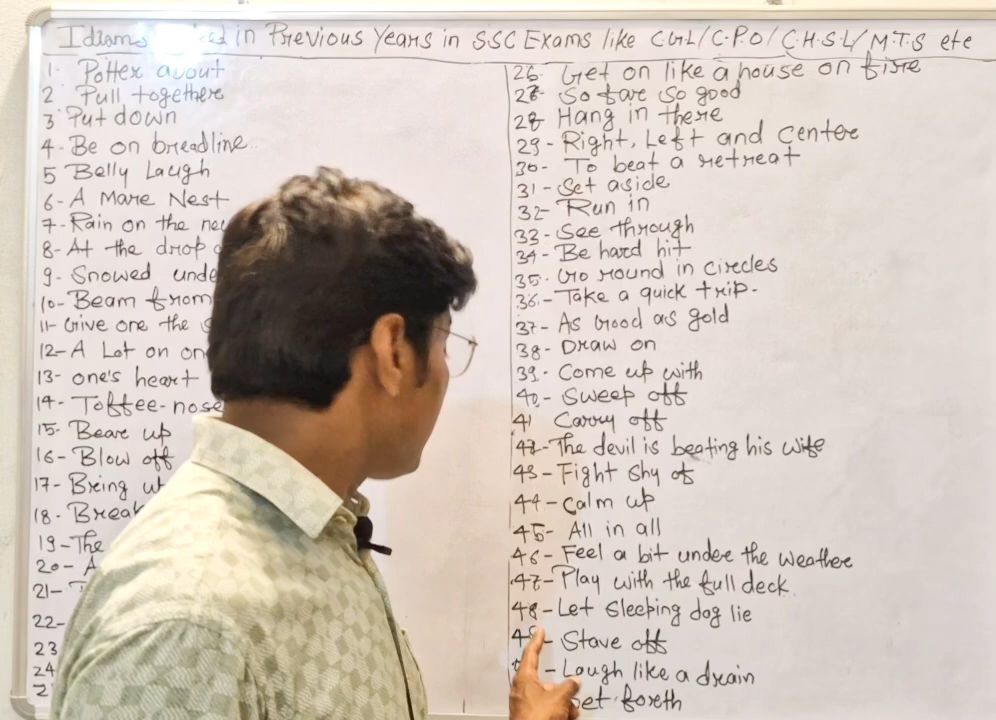 Idioms in Previous Years in SSC Exams like CGL/C.P.O/C.H.S.L/M.T.S etc
1- Potter about
2 Pull together
3 Put down
4- Be on breadline
5 Belly Laugh
6- A Mare Nest
7- Rain on the
8- At the drop
9- Snowed unde
10- Beam from
11- Give one the
12- A Lot on on
13- one's heart
14- Toffee-nose
15- Bear up
16- Blow off
17- Bring
18- Break
19- The
20- A
21-
22-
23
24
2
26- Get on like a house on fire
27- So far so good
28 Hang in there
29- Right, Left and Center
30- To beat a retreat
31- Set aside
32- Run in
33- See through
34- Be hard hit
35- Go round in circles
36- Take a quick trip-
37- As Good as gold
38- Draw on
39- Come up with
40- Sweep off
41 Carry off
42- The devil is beating his wife
43- Fight Shy of
44- Calm up
45- All in all
46- Feel a bit under the weather
47- Play with the full deck.
48- Let Sleeping dog lie
- Stave off
- Laugh like a drain
Set forth